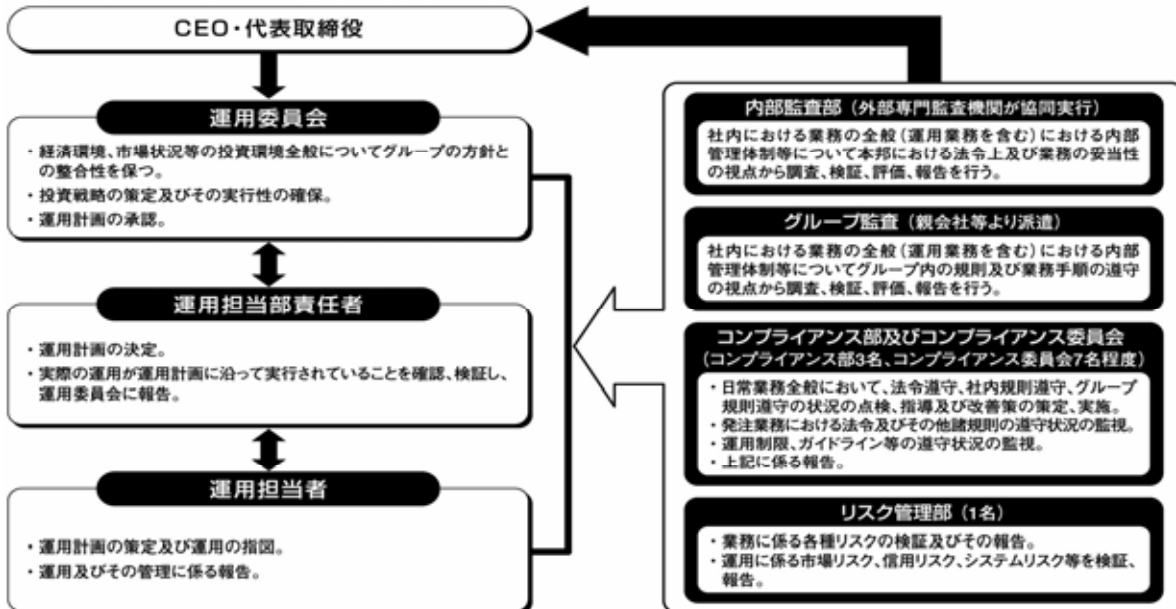 CEO・代表取締役
運用委員会
・経済環境、市場状況等の投資環境全般についてグループの方針と
の整合性を保つ。
・投資戦略の策定及びその実行性の確保。
・運用計画の承認。
運用担当部責任者
・運用計画の決定。
・実際の運用が運用計画に沿って実行されていることを確認、検証し、
運用委員会に報告。
運用担当者
・運用計画の策定及び運用の指図。
・運用及びその管理に係る報告。
内部監査部（外部専門監査機関が協同実行）
社内における業務の全般（運用業務を含む）における内部
管理体制等について本邦における法令上及び業務の妥当性
の視点から調査、検証、評価、報告を行う。
グループ監査（親会社等より派遣）
社内における業務の全般（運用業務を含む）における内部
管理体制等についてグループ内の規則及び業務手順の遵守
の視点から調査、検証、評価、報告を行う。
コンプライアンス部及びコンプライアンス委員会
（コンプライアンス部3名、コンプライアンス委員会7名程度）
・日常業務全般において、法令遵守、社内規則遵守、グループ
規則遵守の状況の点検、指導及び改善策の策定、実施。
・発注業務における法令及びその他諸規則の遵守状況の監視。
・運用制限、ガイドライン等の遵守状況の監視。
・上記に係る報告。
リスク管理部（1名）
・業務に係る各種リスクの検証及びその報告。
・運用に係る市場リスク、信用リスク、システムリスク等を検証、
報告。